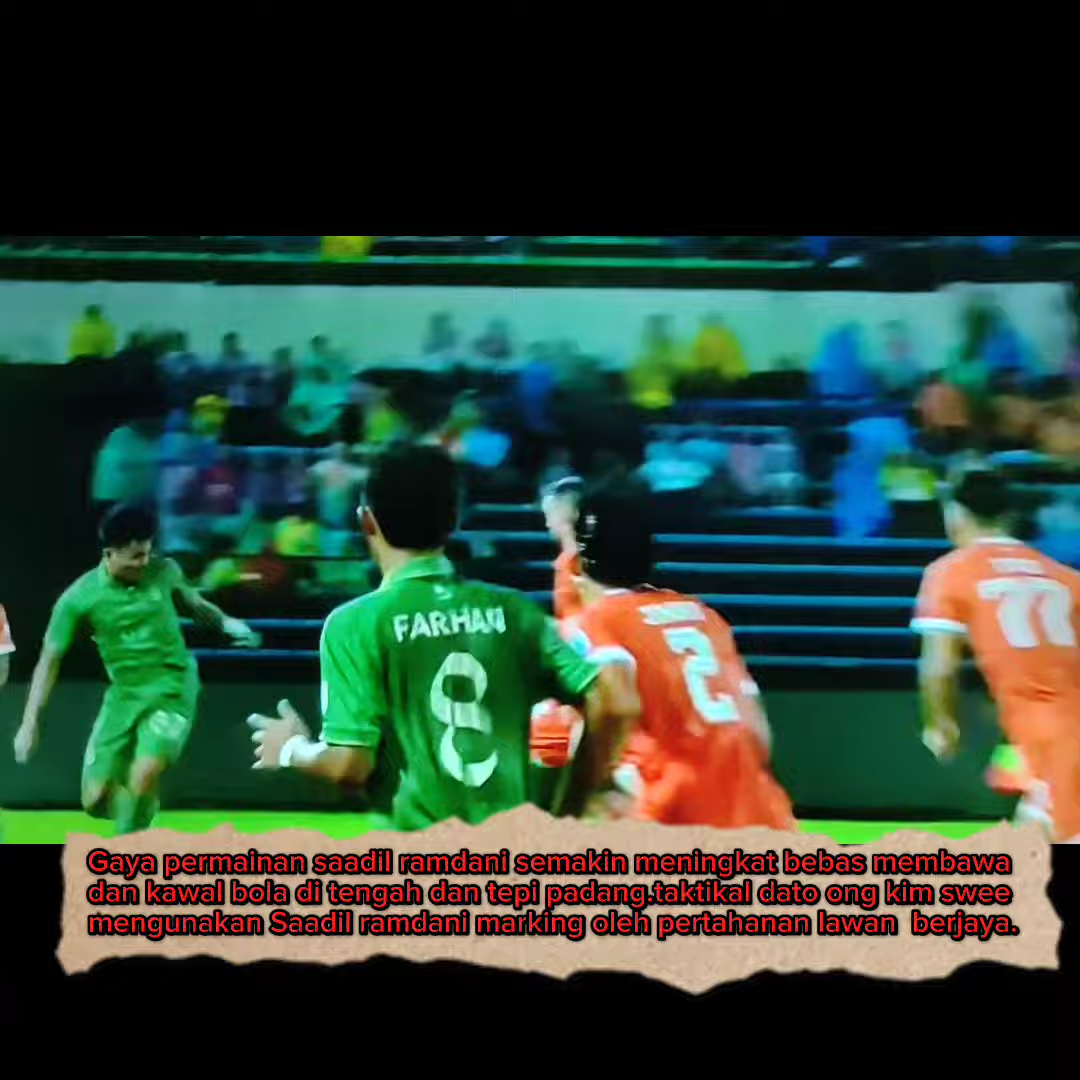 FARHAN
8
2
77
Gaya permainan saadil ramdani semakin meningkat bebas membawa
dan kawal bola di tengah dan tepi padang.taktikal dato ong kim swee
mengunakan Saadil ramdani marking oleh pertahanan lawan  berjaya.